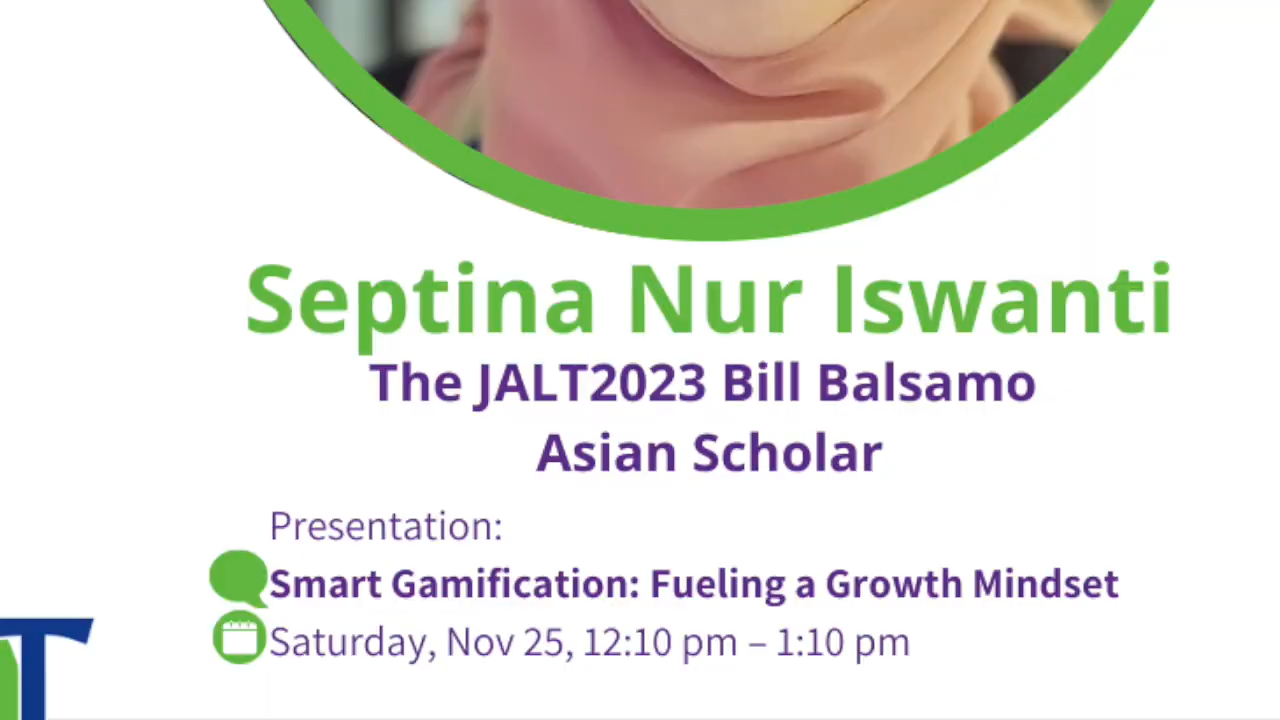 Septina Nur Iswanti
The JALT2023 Bill Balsamo
Asian Scholar
Presentation:
Smart Gamification: Fueling a Growth Mindset
Saturday, Nov 25, 12:10 pm – 1:10 pm
T